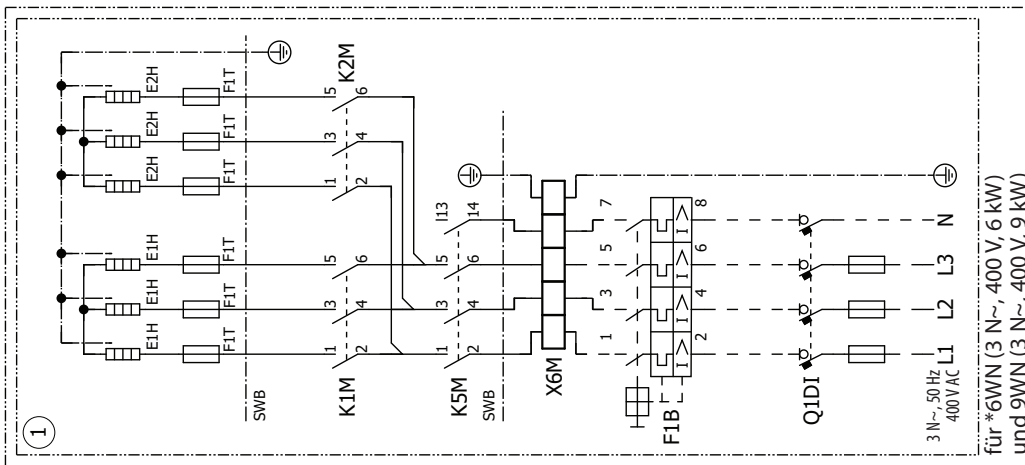 1
E1H
E1H
E1H
E2H
E2H
E2H
F1T
F1T
F1T
F1T
F1T
F1T
SWB
K2M
1
3
5
1
3
5
2
4
6
2
4
6
K1M
1
3
5
I13
2
4
6
14
K5M
SWB
X6M
1
3
5
7
I>
I>
I>
I>
2
4
6
8
F1B
Q1DI
3 N~, 50 Hz
400 V AC
L1
L2
L3
N
für *6WN (3 N~, 400 V, 6 kW)
und 9WN (3 N~, 400 V, 9 kW)